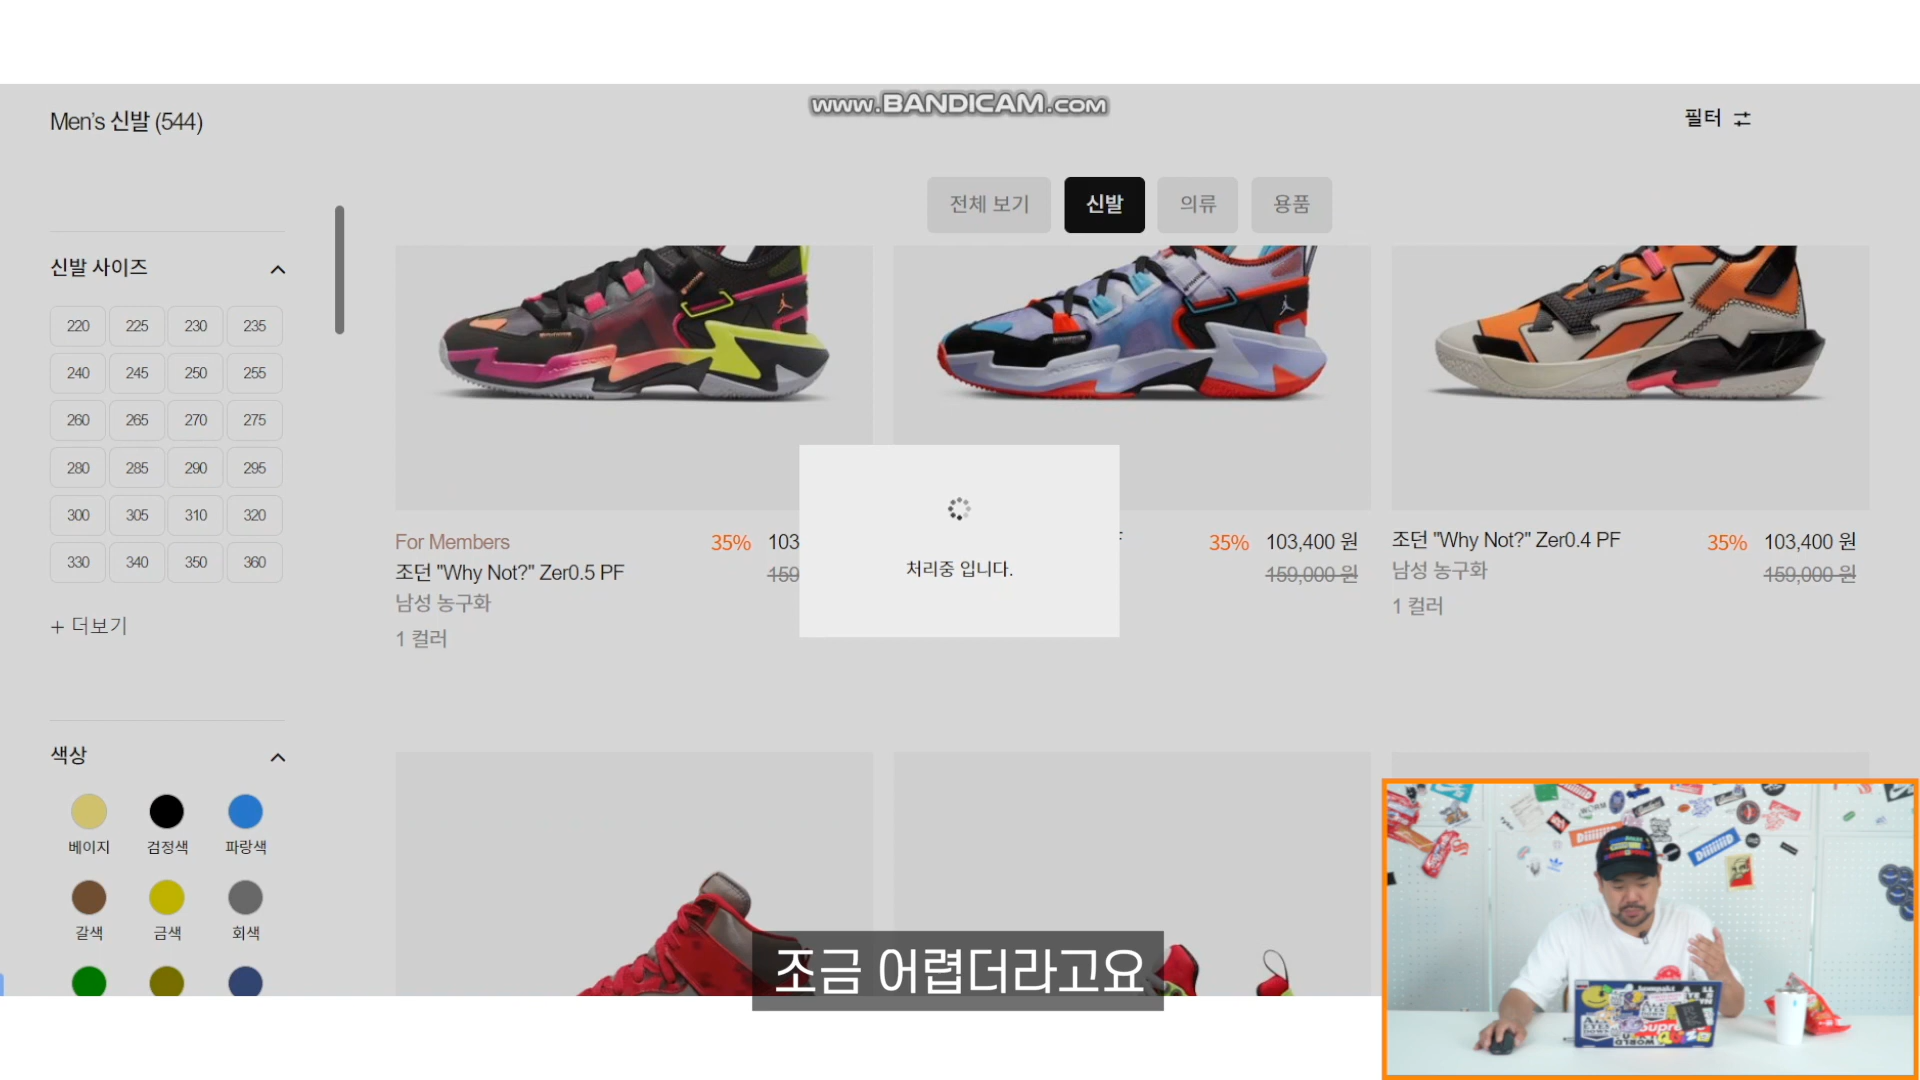 www.BANDICAM.com
Men's 신발 (544)
필터
전체 보기
신발
의류
용품
신발 사이즈
220 225 230 235
240 245 250 255
260 265 270 275
280 285 290 295
300 305 310 320
330 340 350 360
+ 더보기
색상
베이지 검정색 파랑색
갈색 금색 회색
For Members
조던 "Why Not?" Zer0.5 PF
남성 농구화
1 컬러
35% 103
159
35% 103,400 원
159,000 원
조던 "Why Not?" Zer0.4 PF
남성 농구화
1 컬러
35% 103,400 원
159,000 원
처리중 입니다.
조금 어렵더라고요